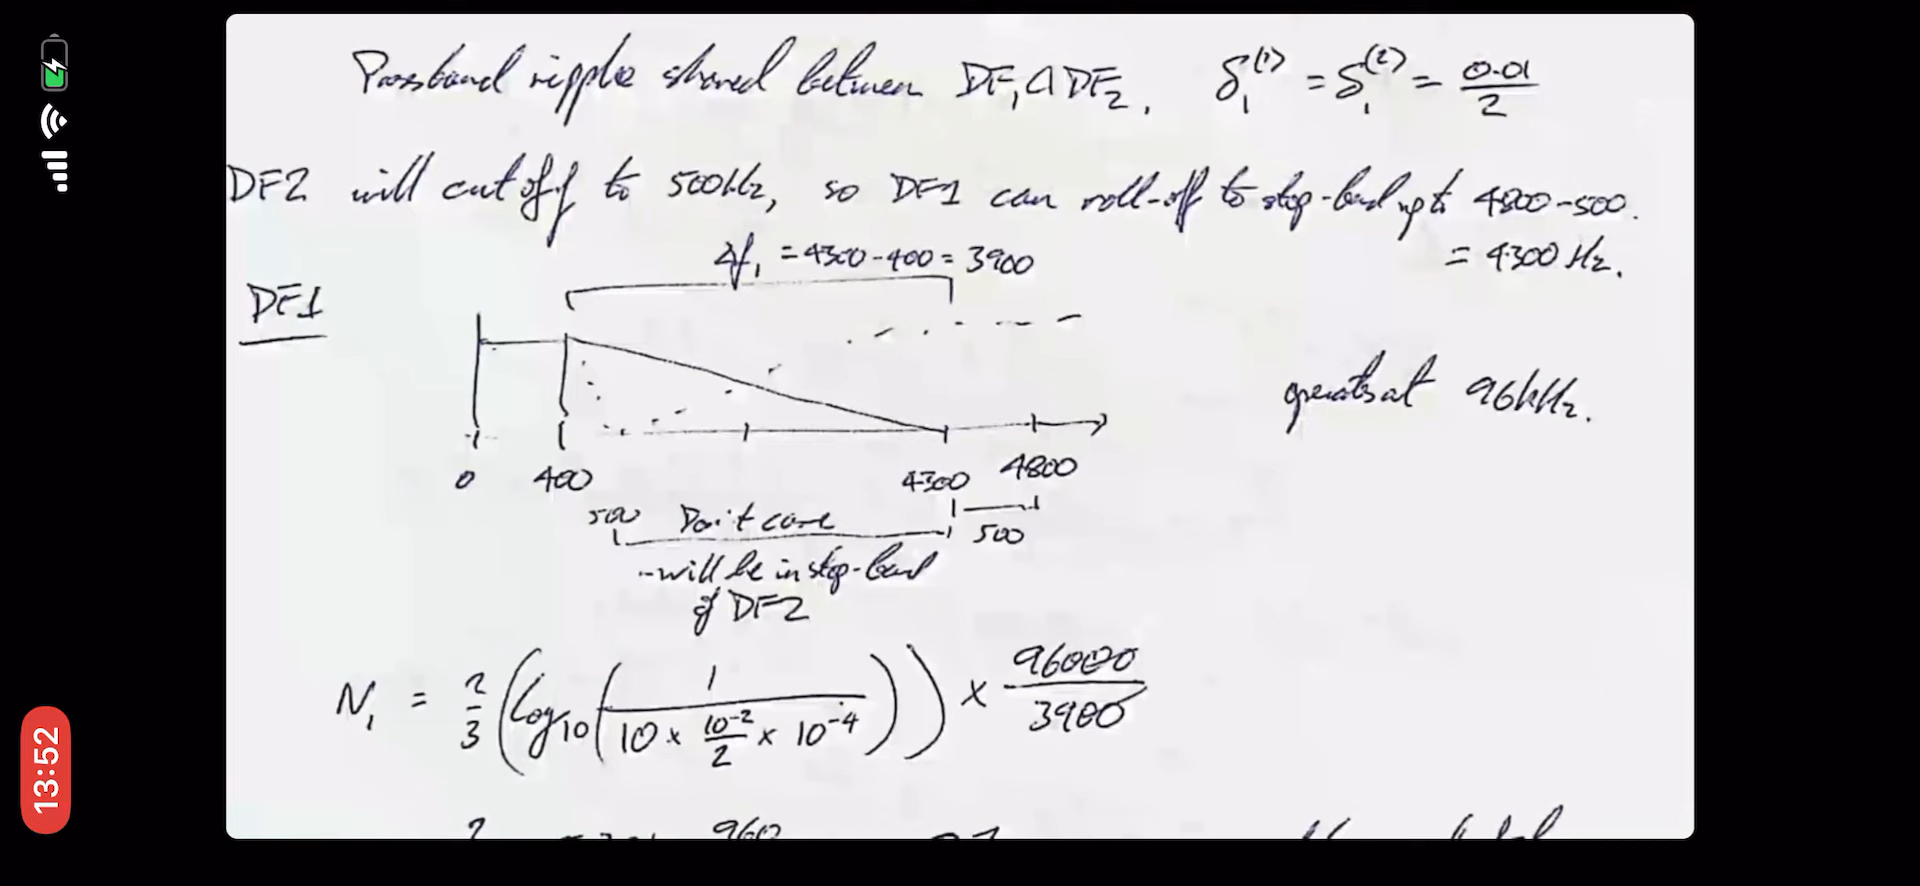 Passband ripple shared between DF₁ & DF₂. δ₁⁽¹⁾ = δ₁⁽²⁾ = 0.01/2
DF2 will cut off to 500Hz, so DF1 can roll-off to stop-band up to 4800-500.
= 4300 Hz.
Δf₁ = 4300-400 = 3900
DF1
operates at 96kHz.
0 400 4300 4800
500 Don't care 500
-will be in stop-band
of DF2
N₁ = 2/3 (log₁₀(1/(10 × 10⁻²/2 × 10⁻⁴))) × 96000/3900
960
13:52